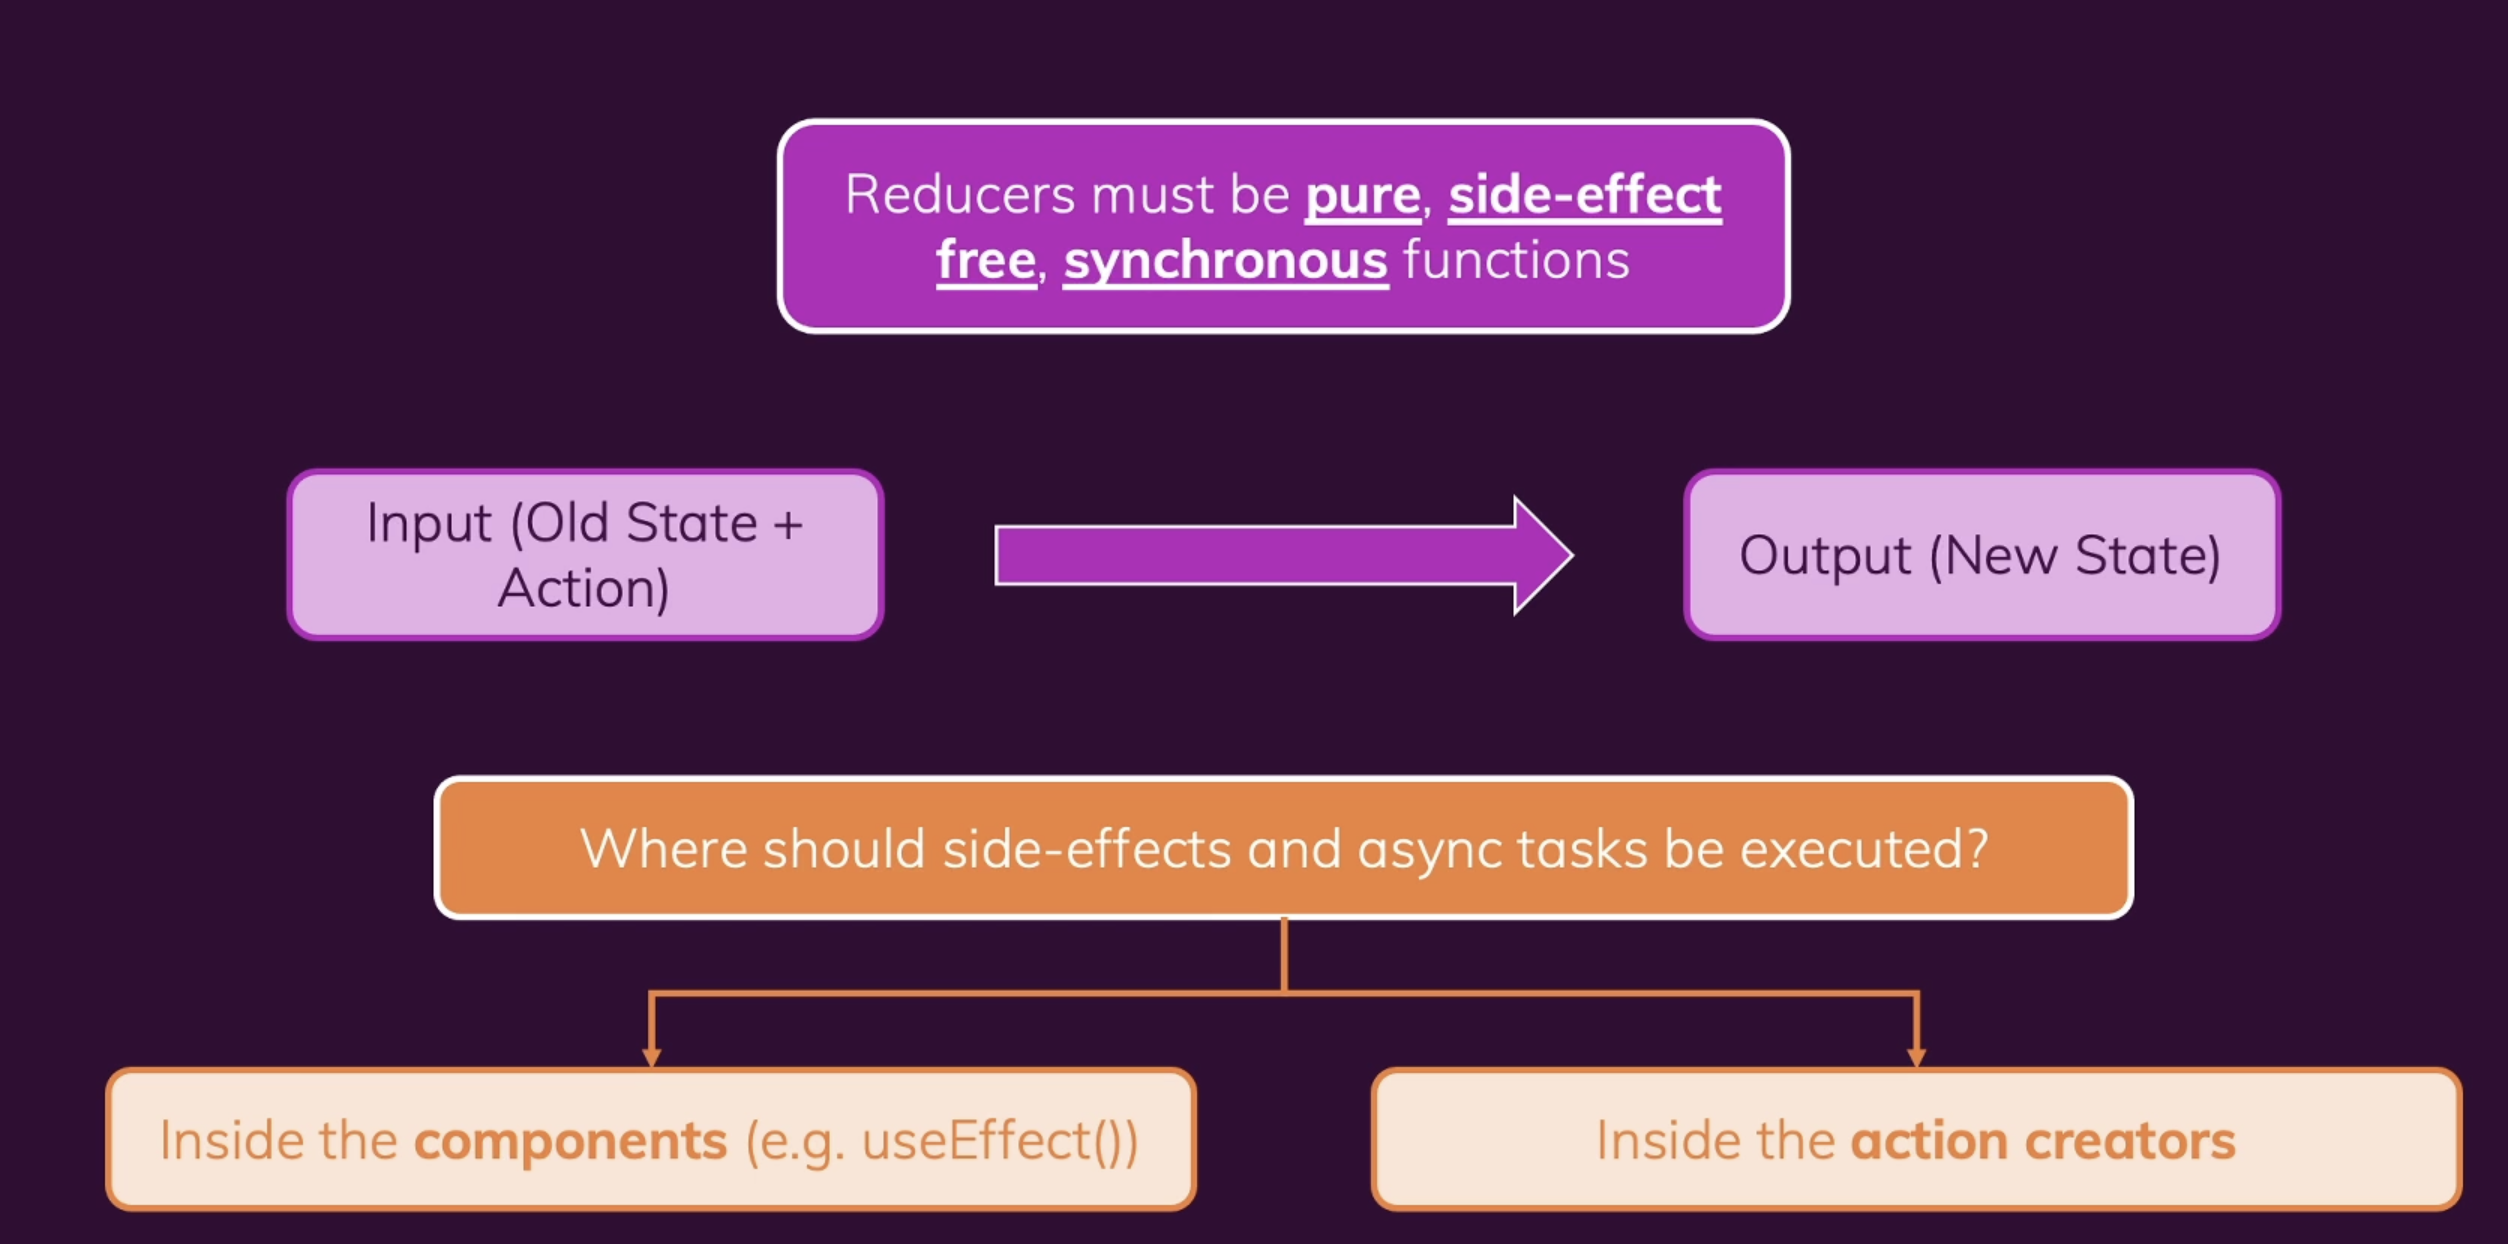 Reducers must be pure, side-effect
free, synchronous functions
Input (Old State +
Action)
Output (New State)
Where should side-effects and async tasks be executed?
Inside the components (e.g. useEffect())
Inside the action creators